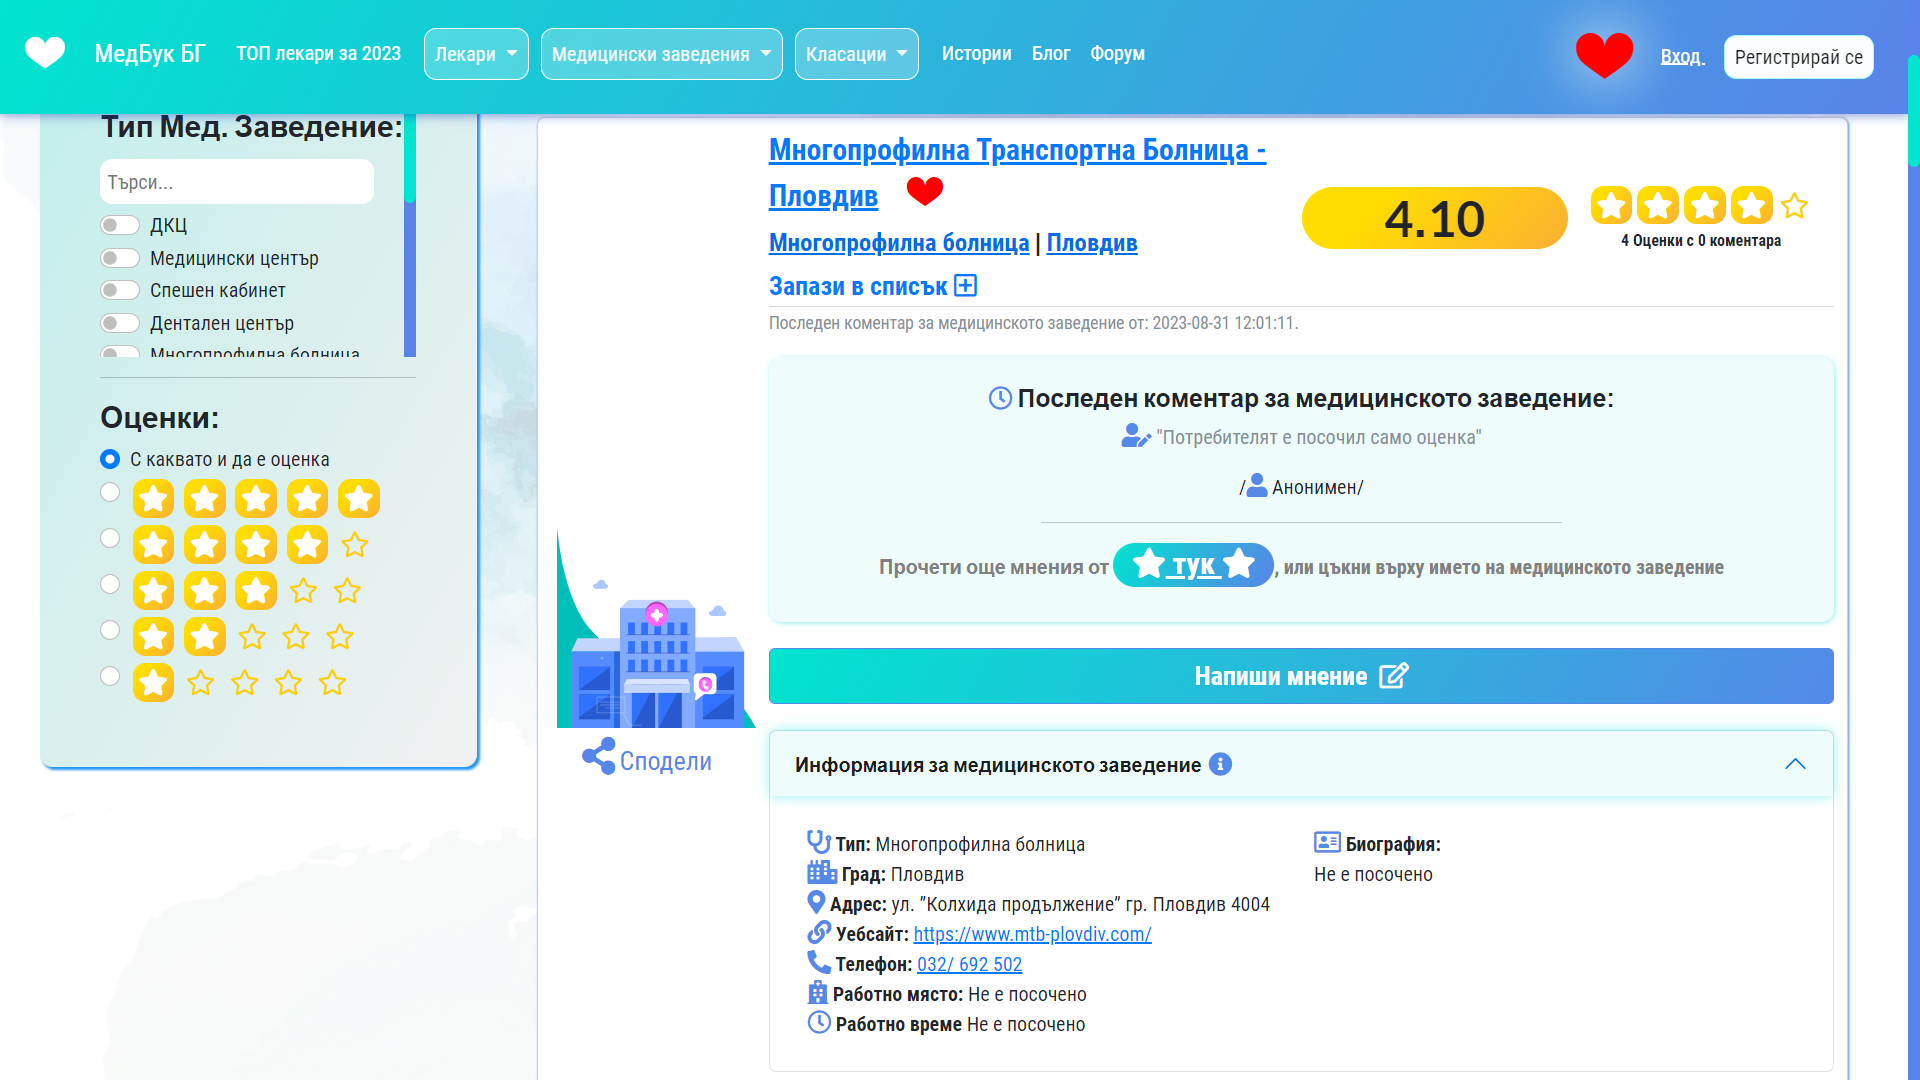 МедБук БГ ТОП лекари за 2023 Лекари Медицински заведения Класации Истории Блог Форум Вход Регистрирай се
Тип Мед. Заведение:
Търси...
ДКЦ
Медицински център
Спешен кабинет
Дентален център
Многопрофилна болница
Оценки:
С каквато и да е оценка
Многопрофилна Транспортна Болница -
Пловдив
Многопрофилна болница | Пловдив
Запази в списък
4.10
4 Оценки с 0 коментара
Последен коментар за медицинското заведение от: 2023-08-31 12:01:11.
Последен коментар за медицинското заведение:
"Потребителят е посочил само оценка"
/ Анонимен/
Прочети още мнения от тук , или цъкни върху името на медицинското заведение
Напиши мнение
Сподели
Информация за медицинското заведение
Тип: Многопрофилна болница
Град: Пловдив
Адрес: ул. ”Колхида продължение” гр. Пловдив 4004
Уебсайт: https://www.mtb-plovdiv.com/
Телефон: 032/ 692 502
Работно място: Не е посочено
Работно време Не е посочено
Биография:
Не е посочено